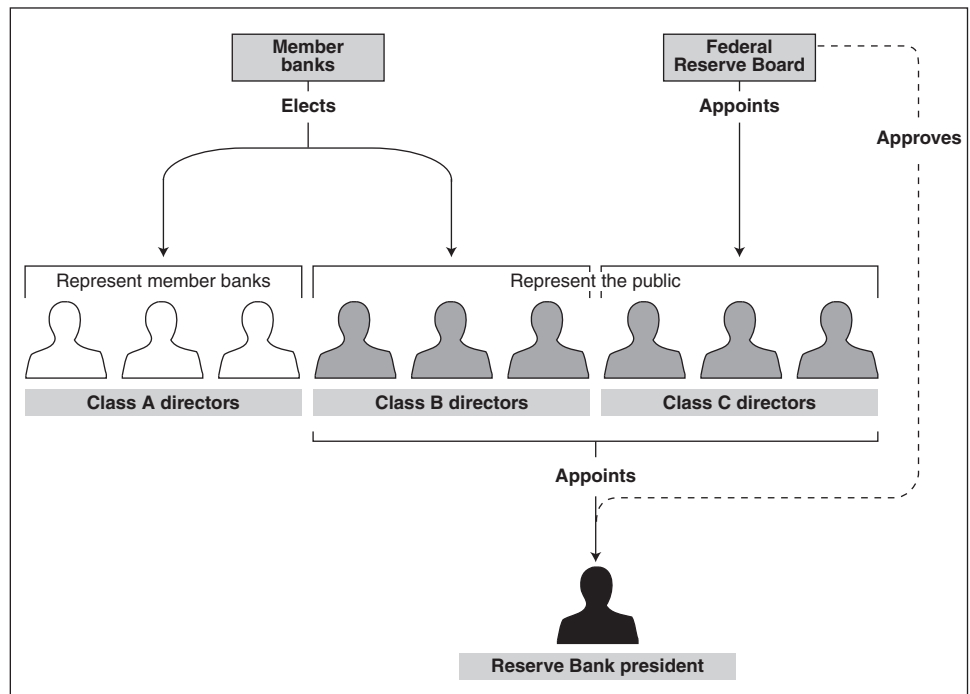 Member
banks
Federal
Reserve Board
Elects
Appoints
Approves
Represent member banks
Represent the public
Class A directors
Class B directors
Class C directors
Appoints
Reserve Bank president